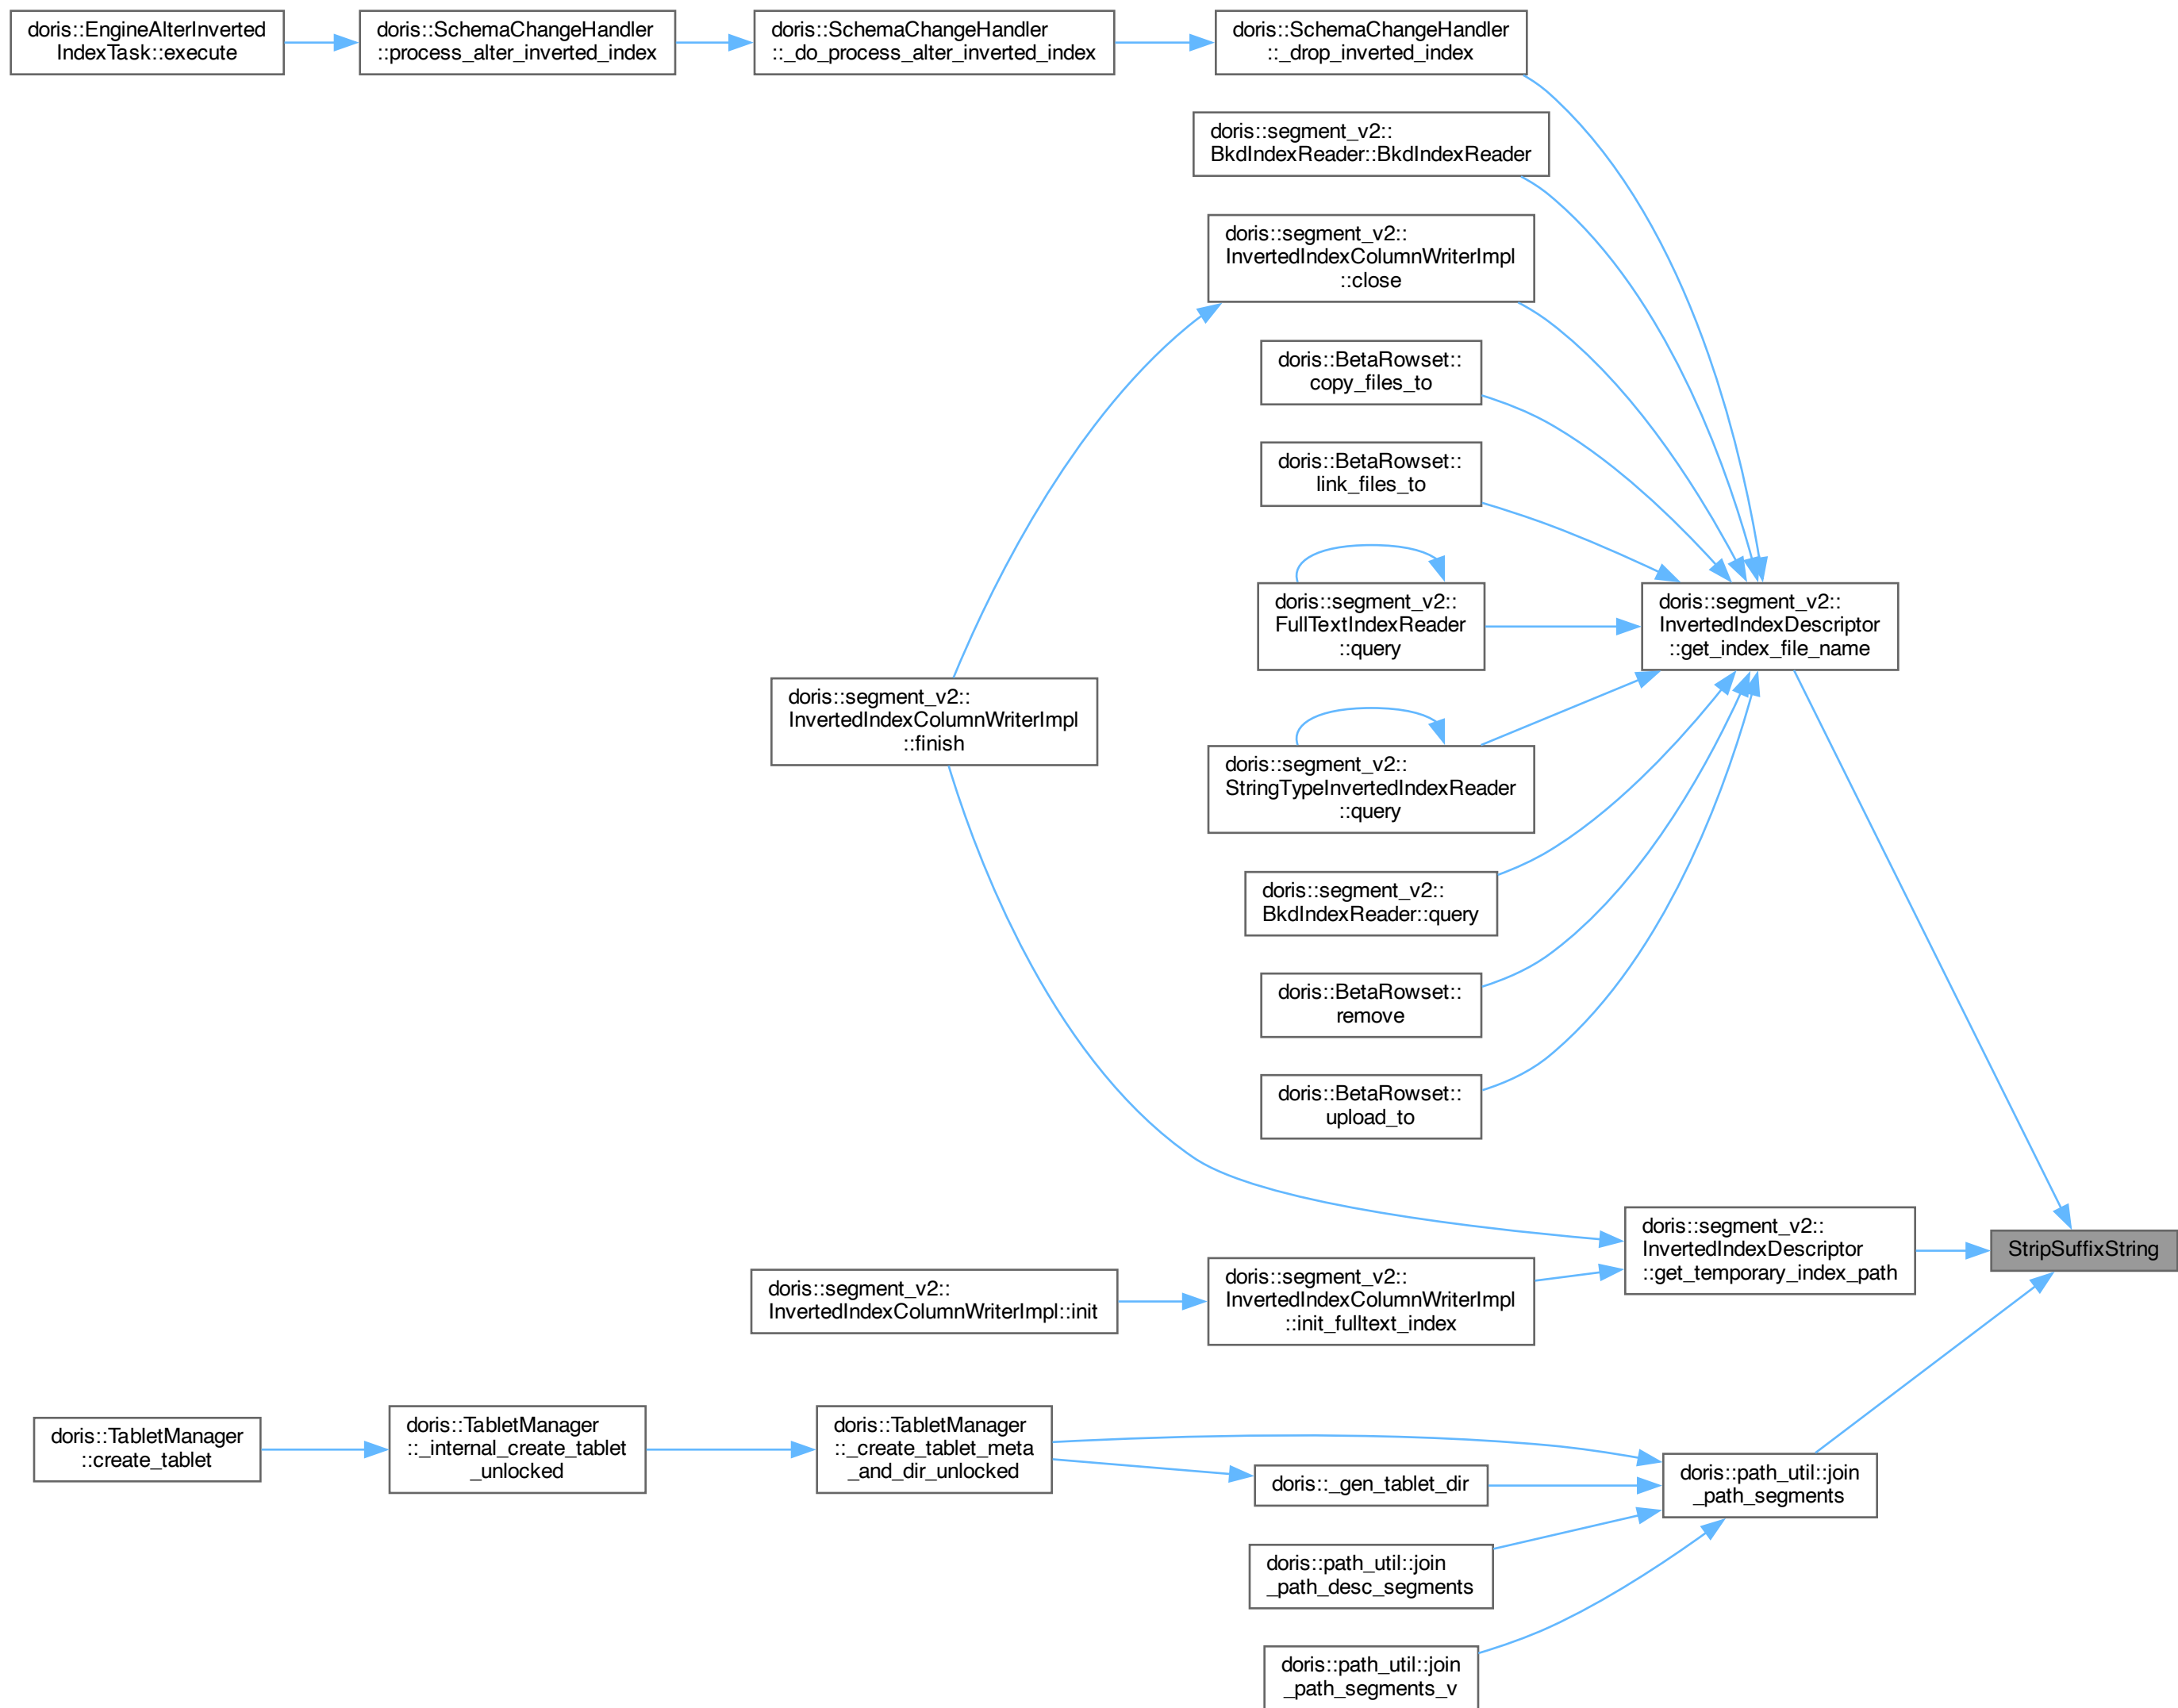 doris::EngineAlterInverted
IndexTask::execute
doris::SchemaChangeHandler
::process_alter_inverted_index
doris::SchemaChangeHandler
::_do_process_alter_inverted_index
doris::SchemaChangeHandler
::_drop_inverted_index
doris::segment_v2::
BkdIndexReader::BkdIndexReader
doris::segment_v2::
InvertedIndexColumnWriterImpl
::close
doris::BetaRowset::
copy_files_to
doris::BetaRowset::
link_files_to
doris::segment_v2::
FullTextIndexReader
::query
doris::segment_v2::
InvertedIndexDescriptor
::get_index_file_name
doris::segment_v2::
InvertedIndexColumnWriterImpl
::finish
doris::segment_v2::
StringTypeInvertedIndexReader
::query
doris::segment_v2::
BkdIndexReader::query
doris::BetaRowset::
remove
doris::BetaRowset::
upload_to
doris::segment_v2::
InvertedIndexDescriptor
::get_temporary_index_path
StripSuffixString
doris::segment_v2::
InvertedIndexColumnWriterImpl::init
doris::segment_v2::
InvertedIndexColumnWriterImpl
::init_fulltext_index
doris::TabletManager
::create_tablet
doris::TabletManager
::_internal_create_tablet
_unlocked
doris::TabletManager
::_create_tablet_meta
_and_dir_unlocked
doris::_gen_tablet_dir
doris::path_util::join
_path_segments
doris::path_util::join
_path_desc_segments
doris::path_util::join
_path_segments_v